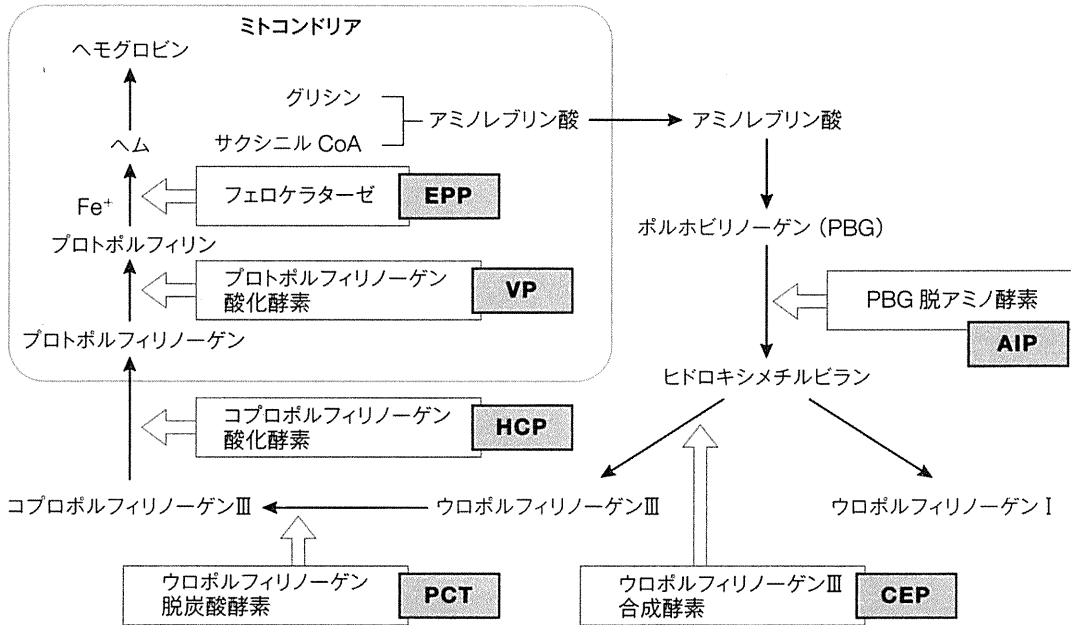 ミトコンドリア
ヘモグロビン
グリシン
アミノレブリン酸
アミノレブリン酸
サクシニル CoA
ヘム
フェロケラターゼ
EPP
Fe⁺
ポルホビリノーゲン (PBG)
プロトポルフィリン
プロトポルフィリノーゲン
酸化酵素
VP
PBG 脱アミノ酵素
AIP
プロトポルフィリノーゲン
ヒドロキシメチルビラン
コプロポルフィリノーゲン
酸化酵素
HCP
コプロポルフィリノーゲンⅢ
ウロポルフィリノーゲンⅢ
ウロポルフィリノーゲン I
ウロポルフィリノーゲン
脱炭酸酵素
PCT
ウロポルフィリノーゲンⅢ
合成酵素
CEP